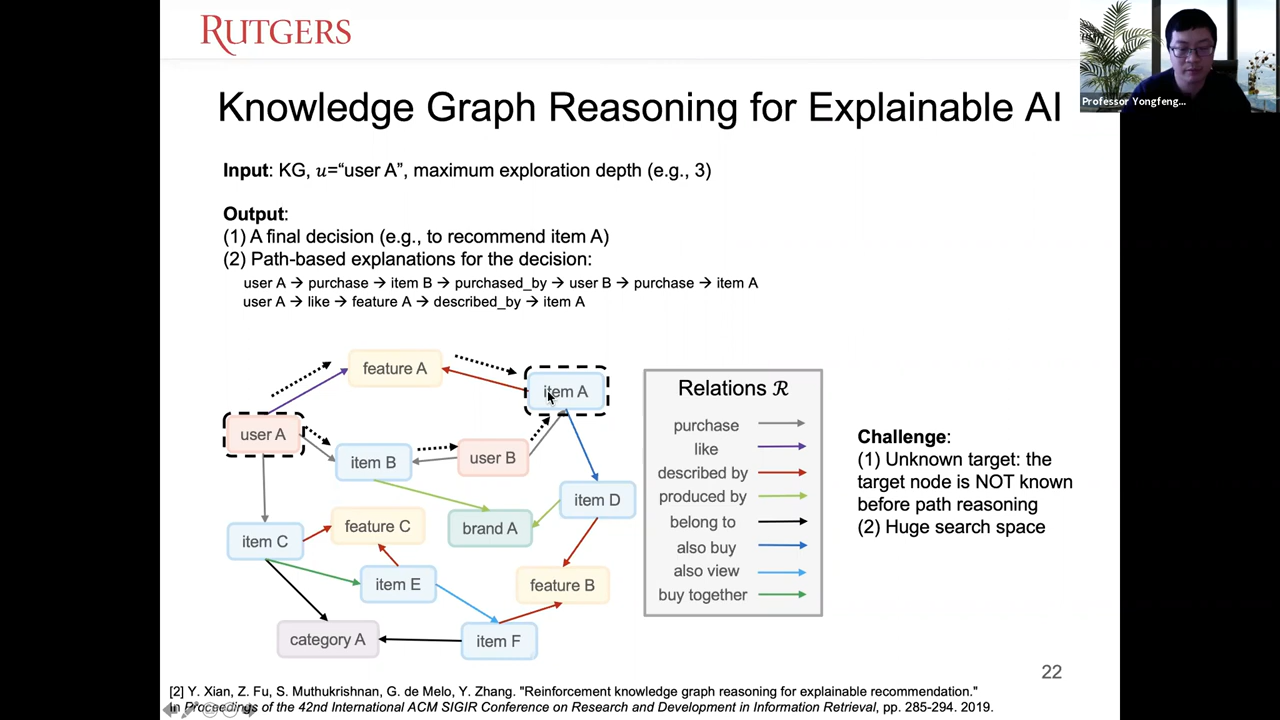 RUTGERS
Professor Yongfeng...
Knowledge Graph Reasoning for Explainable AI
Input: KG, u=“user A”, maximum exploration depth (e.g., 3)
Output:
(1) A final decision (e.g., to recommend item A)
(2) Path-based explanations for the decision:
user A → purchase → item B → purchased_by → user B → purchase → item A
user A → like → feature A → described_by → item A
feature A
item A
user A
item B
user B
item D
item C
feature C
brand A
item E
feature B
category A
item F
Relations ℛ
purchase
like
described by
produced by
belong to
also buy
also view
buy together
Challenge:
(1) Unknown target: the
target node is NOT known
before path reasoning
(2) Huge search space
22
[2] Y. Xian, Z. Fu, S. Muthukrishnan, G. de Melo, Y. Zhang. "Reinforcement knowledge graph reasoning for explainable recommendation."
In Proceedings of the 42nd International ACM SIGIR Conference on Research and Development in Information Retrieval, pp. 285-294. 2019.